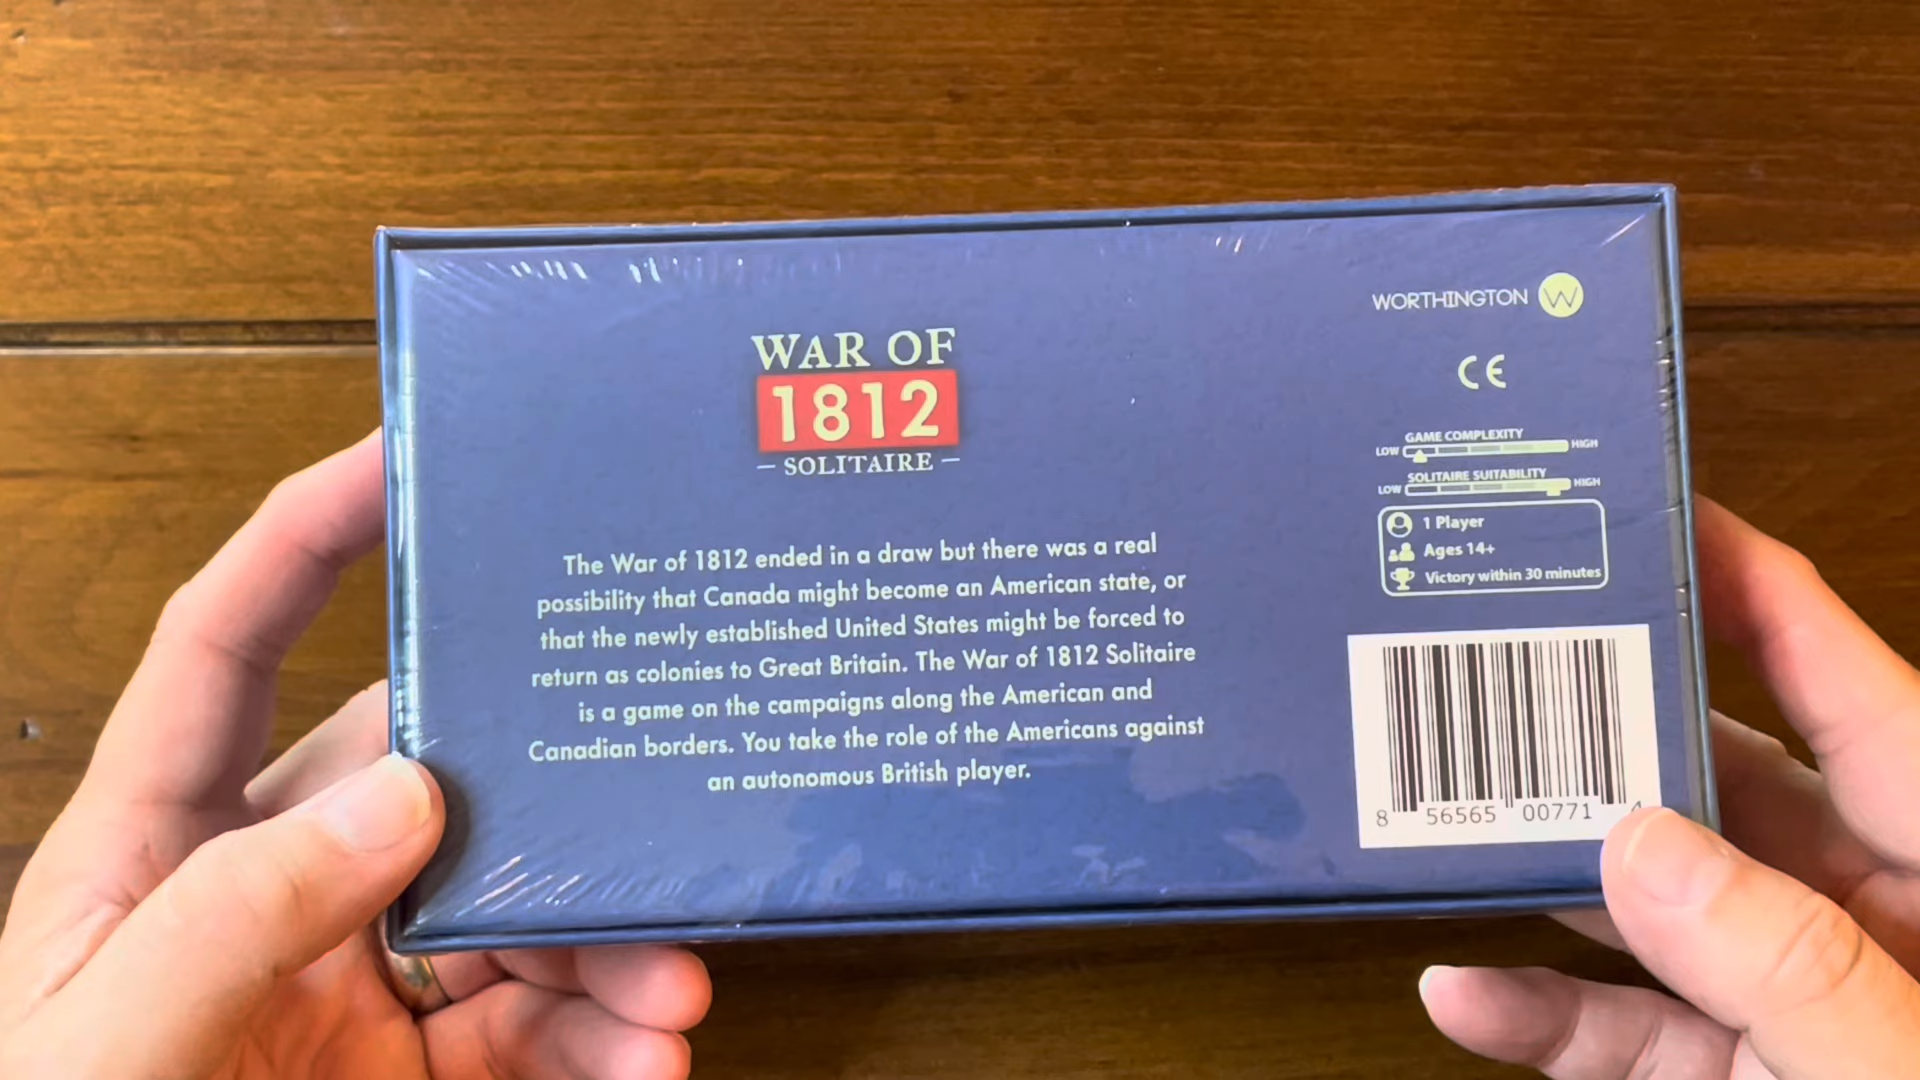 WAR OF
1812
– SOLITAIRE –
The War of 1812 ended in a draw but there was a real
possibility that Canada might become an American state, or
that the newly established United States might be forced to
return as colonies to Great Britain. The War of 1812 Solitaire
is a game on the campaigns along the American and
Canadian borders. You take the role of the Americans against
an autonomous British player.
WORTHINGTON W
CE
GAME COMPLEXITY
LOW HIGH
SOLITAIRE SUITABILITY
LOW HIGH
1 Player
Ages 14+
Victory within 30 minutes
8 56565 00771